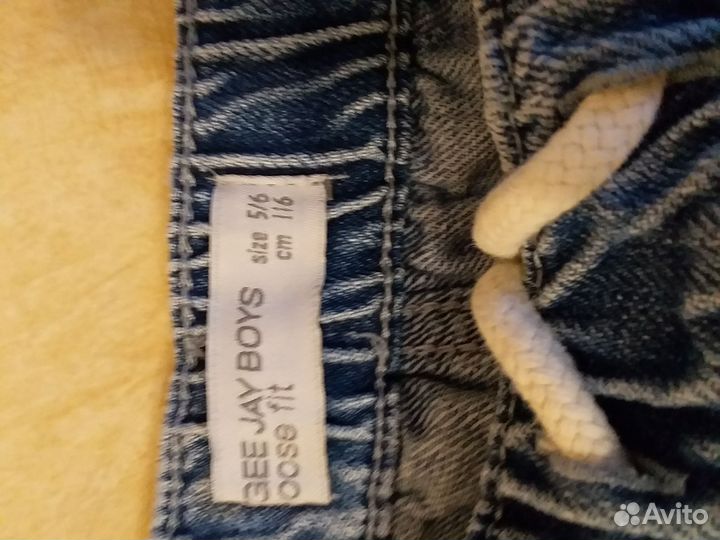 GEE JAY BOYS size 5/6
oose fit cm 116
Avito